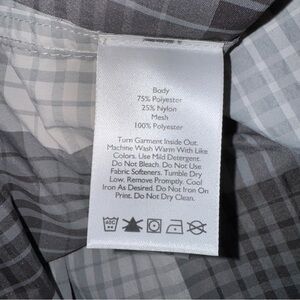 Body
75% Polyester
25% Nylon
Mesh
100% Polyester
Turn Garment Inside Out.
Machine Wash Warm With Like
Colors. Use Mild Detergent.
Do Not Bleach. Do Not Use
Fabric Softeners. Tumble Dry
Low. Remove Promptly. Cool
Iron As Desired. Do Not Iron On
Print. Do Not Dry Clean.